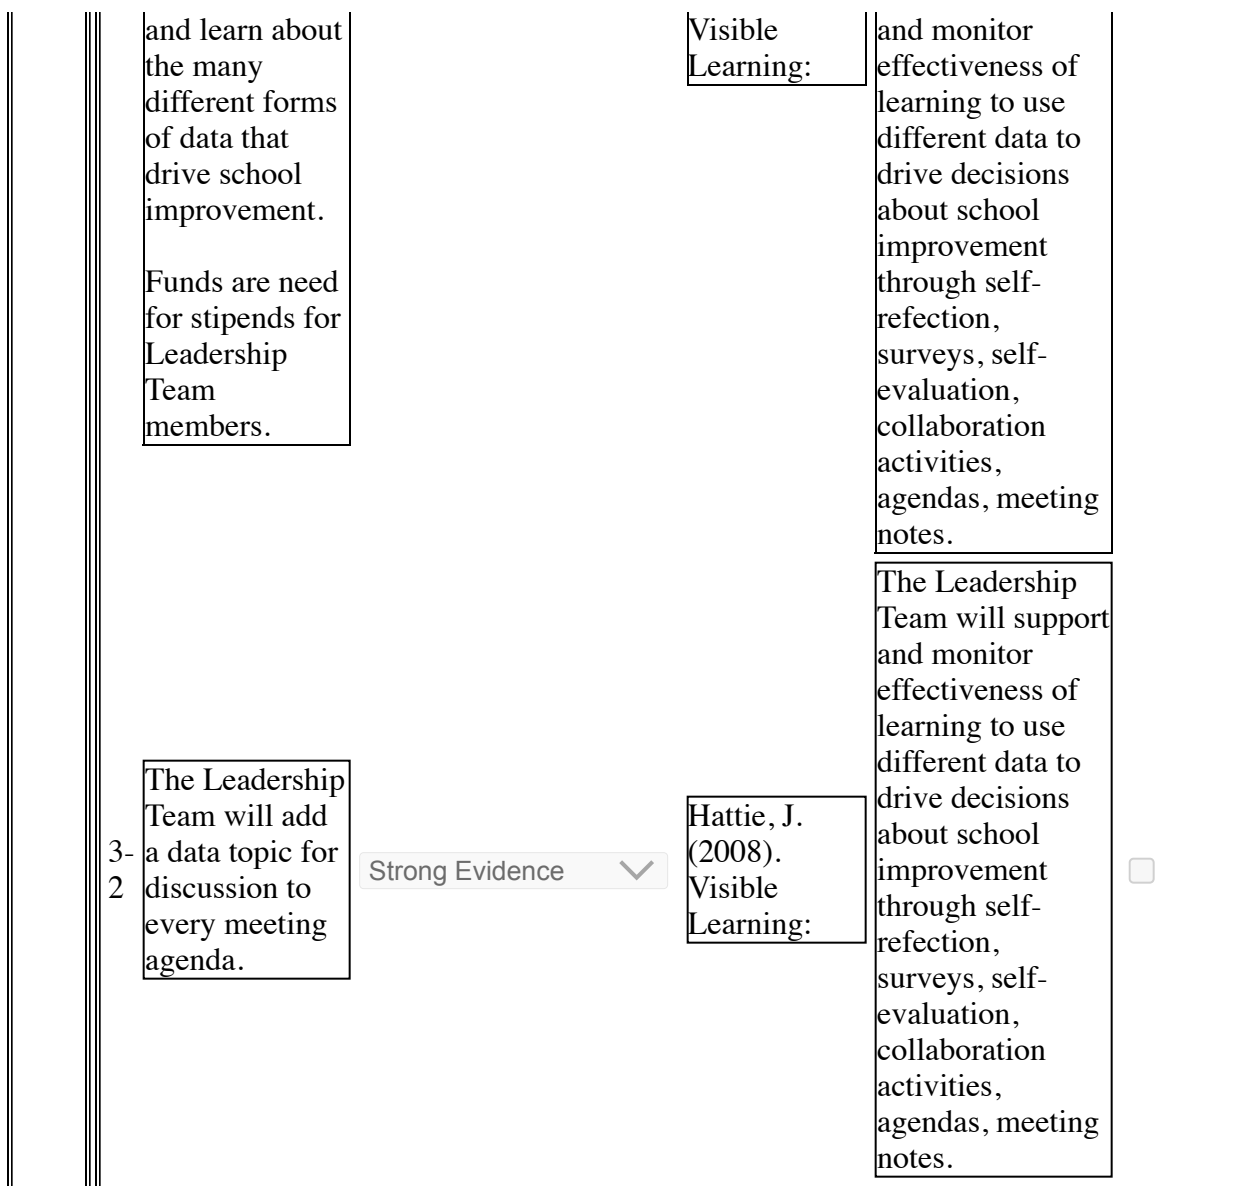 and learn about
the many
different forms
of data that
drive school
improvement.
Funds are need
for stipends for
Leadership
Team
members.
Visible
Learning:
and monitor
effectiveness of
learning to use
different data to
drive decisions
about school
improvement
through self-
refection,
surveys, self-
evaluation,
collaboration
activities,
agendas, meeting
notes.
3-
2
The Leadership
Team will add
a data topic for
discussion to
every meeting
agenda.
Strong Evidence
Hattie, J.
(2008).
Visible
Learning:
The Leadership
Team will support
and monitor
effectiveness of
learning to use
different data to
drive decisions
about school
improvement
through self-
refection,
surveys, self-
evaluation,
collaboration
activities,
agendas, meeting
notes.